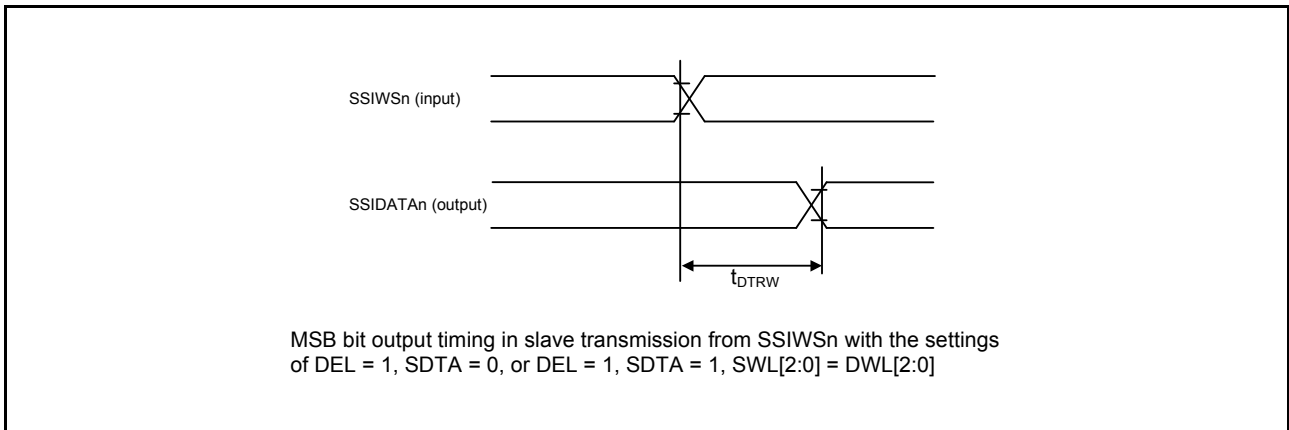 SSIWSn (input)
SSIDATAn (output)
tDTRW
MSB bit output timing in slave transmission from SSIWSn with the settings
of DEL = 1, SDTA = 0, or DEL = 1, SDTA = 1, SWL[2:0] = DWL[2:0]